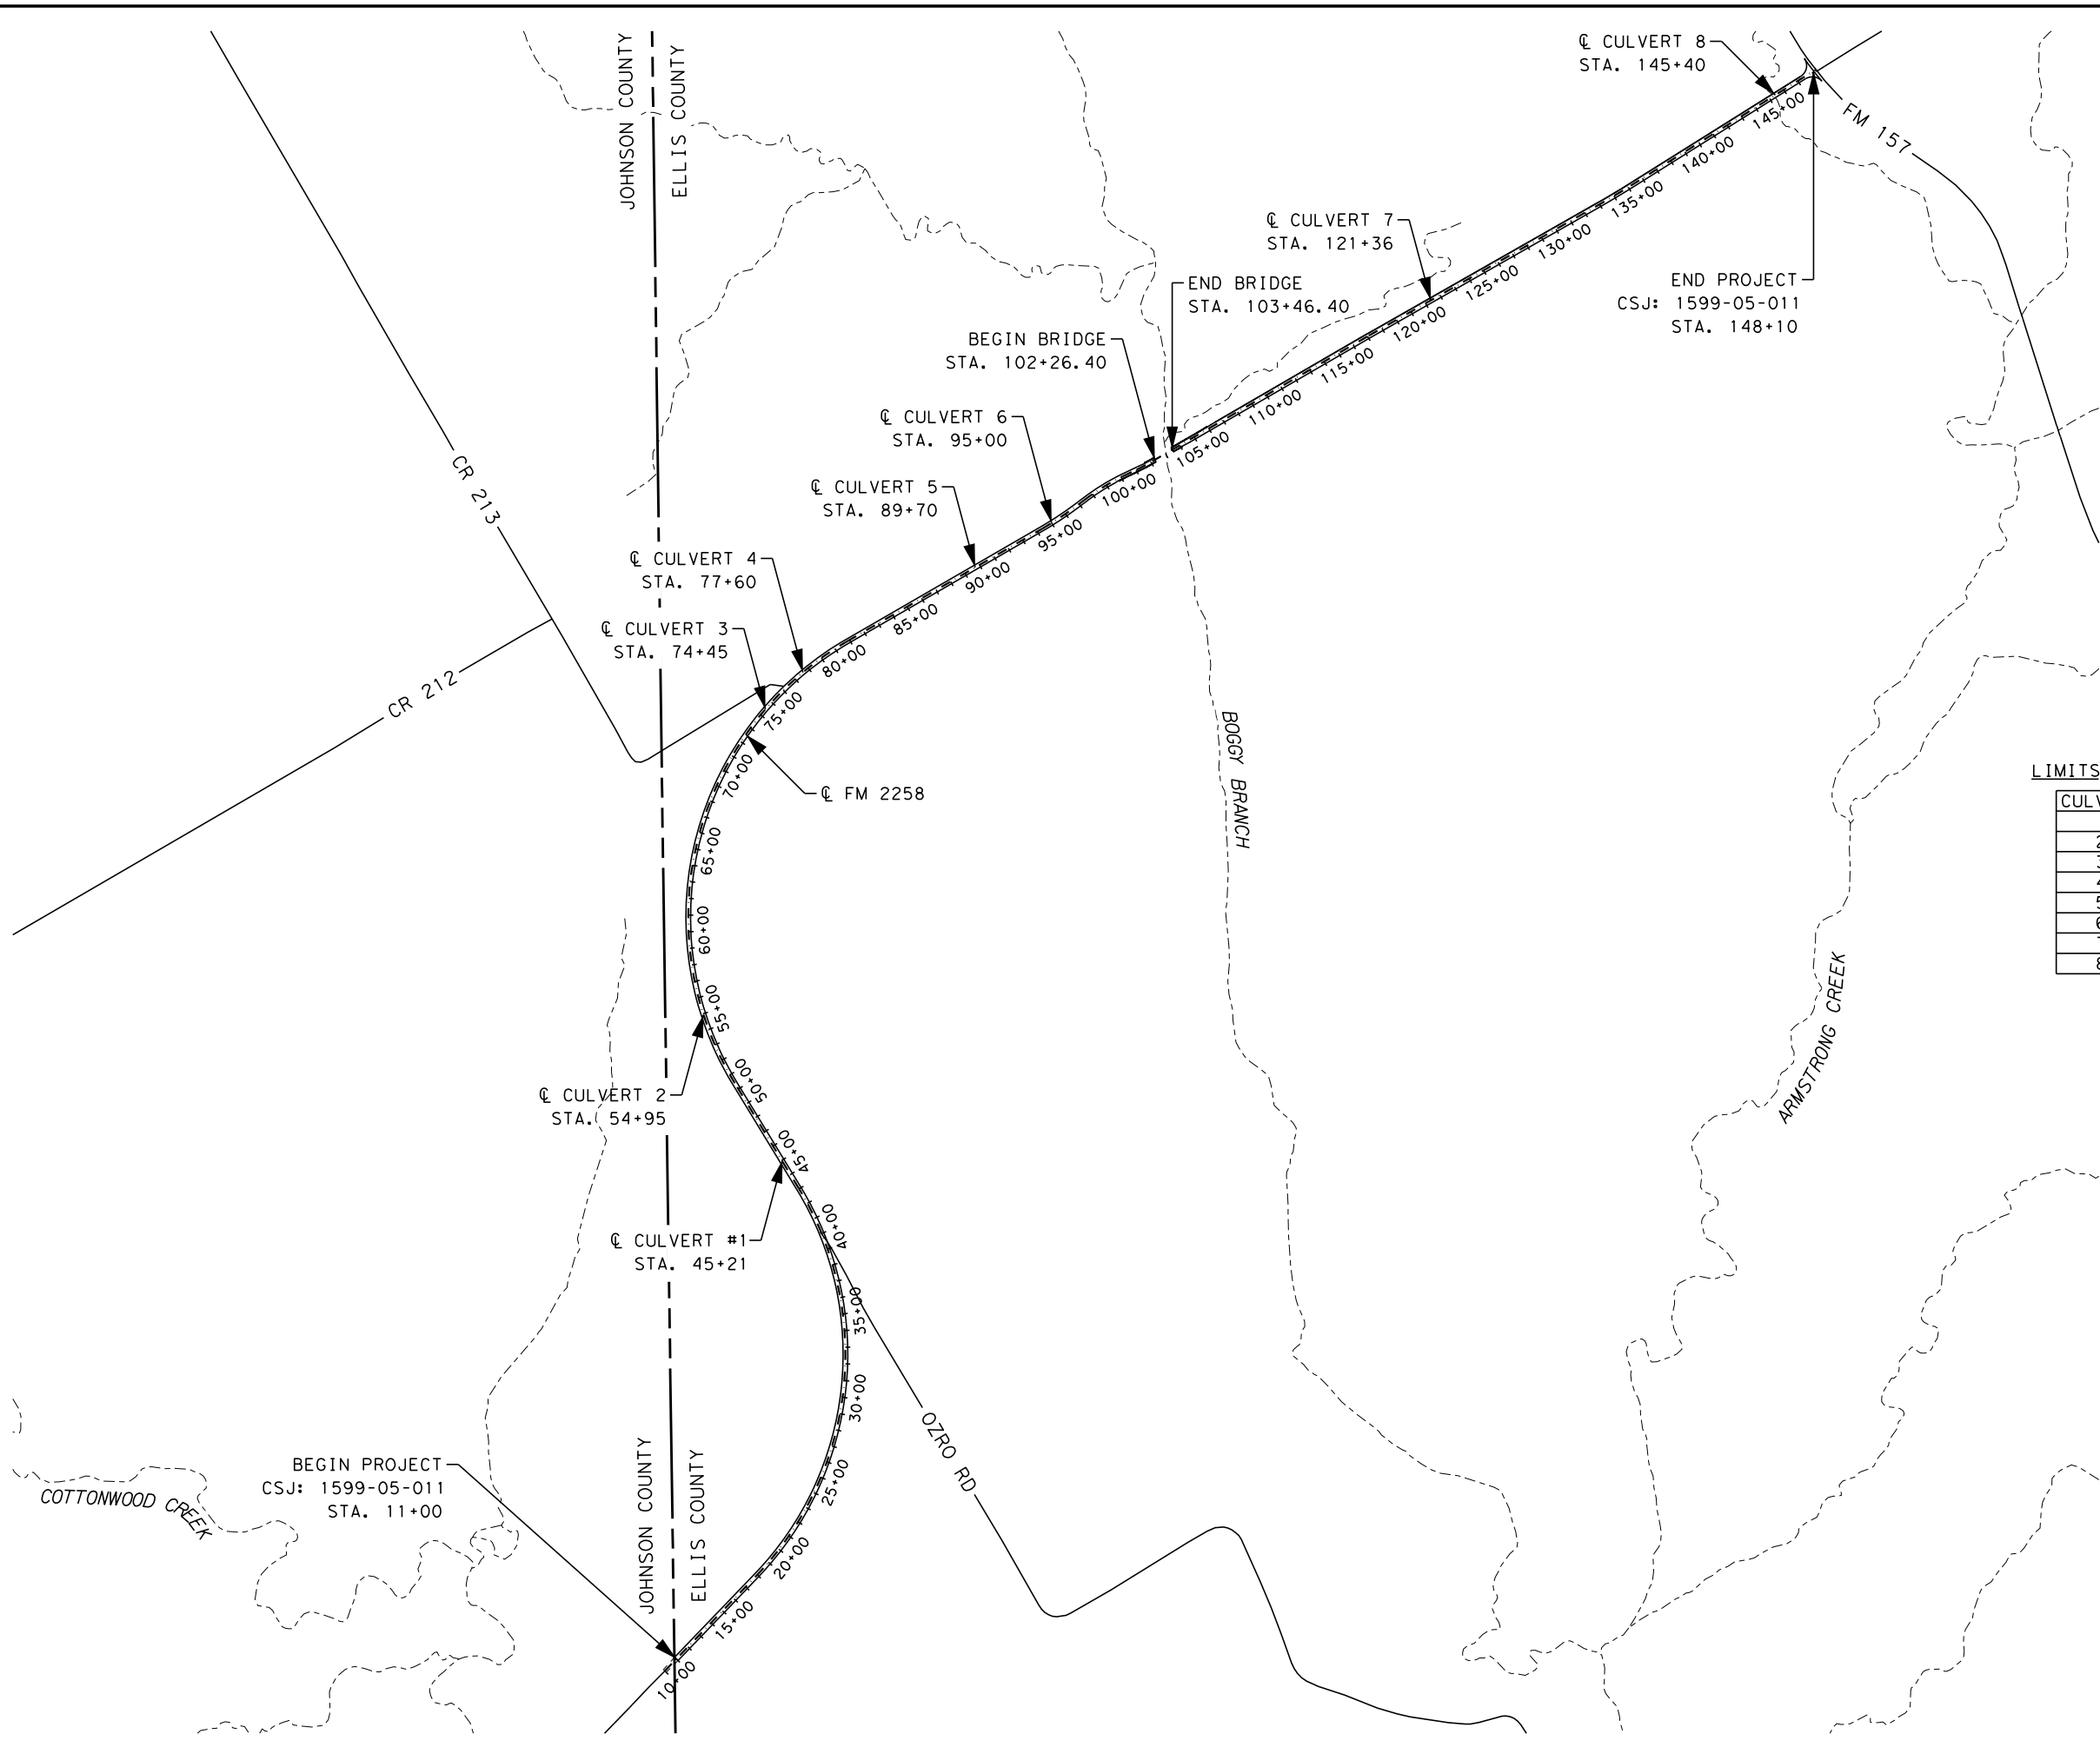 ℄ CULVERT 8
STA. 145+40
JOHNSON COUNTY
ELLIS COUNTY
FM 157
145+00
140+00
135+00
130+00
125+00
120+00
115+00
110+00
105+00
℄ CULVERT 7
STA. 121+36
END PROJECT
CSJ: 1599-05-011
STA. 148+10
END BRIDGE
STA. 103+46.40
BEGIN BRIDGE
STA. 102+26.40
℄ CULVERT 6
STA. 95+00
℄ CULVERT 5
STA. 89+70
100+00
95+00
90+00
85+00
80+00
CR 213
℄ CULVERT 4
STA. 77+60
℄ CULVERT 3
STA. 74+45
CR 212
75+00
70+00
℄ FM 2258
BOGGY BRANCH
LIMITS
CULV
2
4
5
6
8
65+00
60+00
55+00
50+00
45+00
ARMSTRONG CREEK
℄ CULVERT 2
STA. 54+95
℄ CULVERT #1
STA. 45+21
40+00
35+00
30+00
25+00
20+00
15+00
10+00
OZRO RD
JOHNSON COUNTY
ELLIS COUNTY
BEGIN PROJECT
CSJ: 1599-05-011
STA. 11+00
COTTONWOOD CREEK